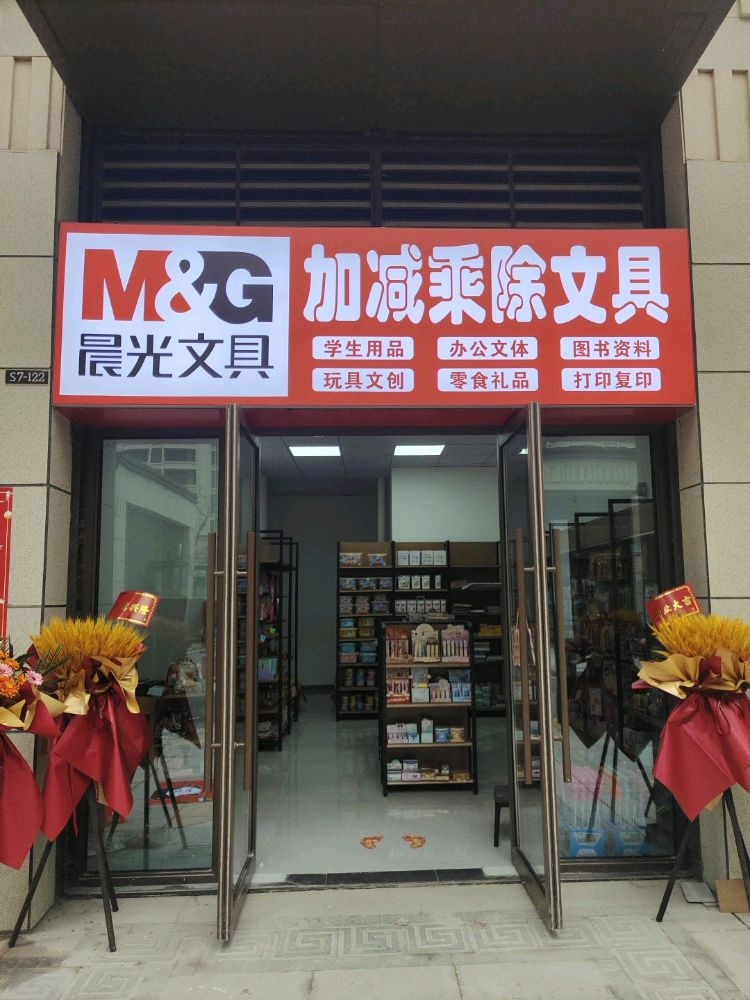 M&G
晨光文具
加减乘除文具
学生用品 办公文体 图书资料
玩具文创 零食礼品 打印复印
S7-122